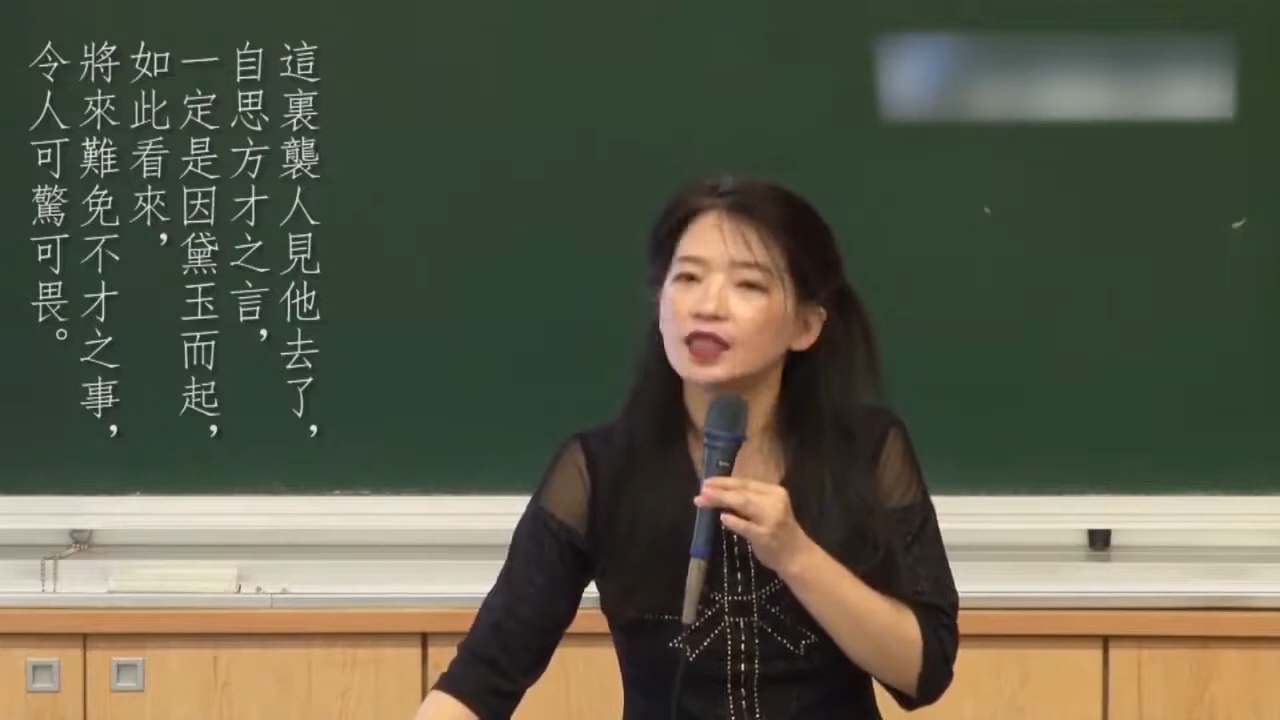 這裏襲人見他去了，
自思方才之言，
一定是因黛玉而起，
如此看來，
將來難免不才之事，
令人可驚可畏。